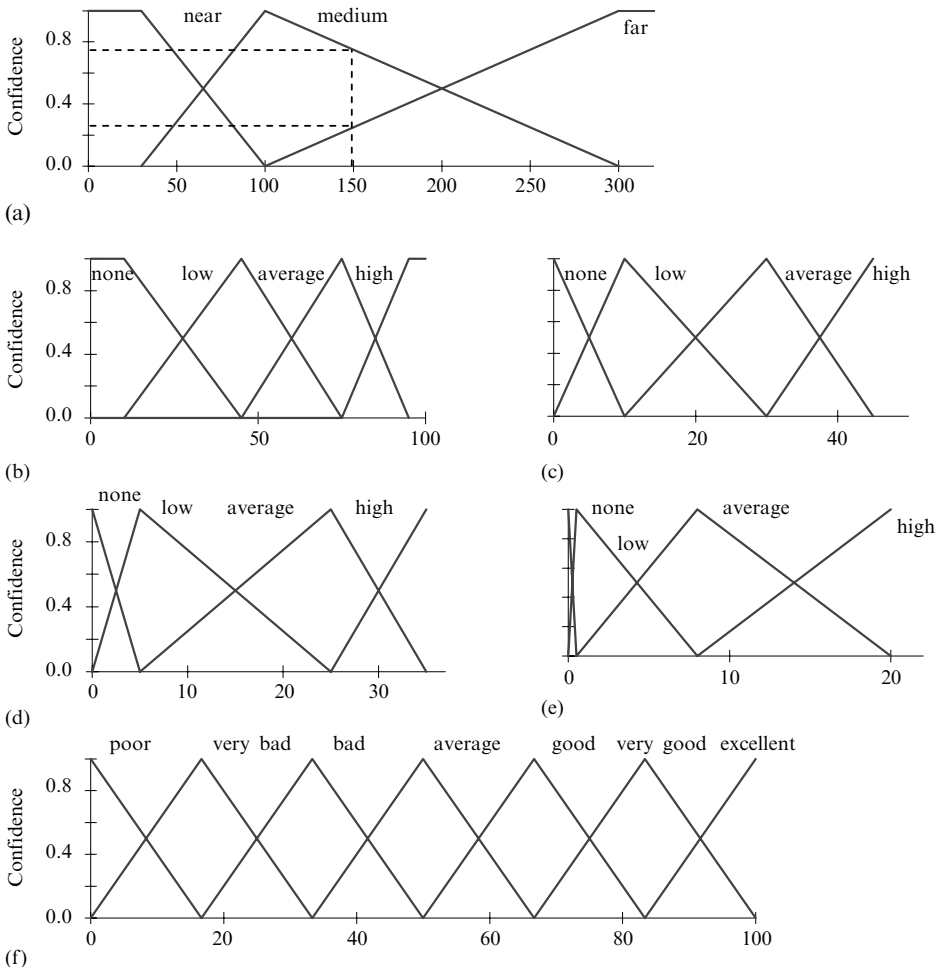 near medium far
0.8
Confidence
0.4
0.0
0 50 100 150 200 250 300
(a)
none low average high
0.8
Confidence
0.4
0.0
0 50 100
(b)
none low average high
0 20 40
(c)
none low average high
0.8
Confidence
0.4
0.0
0 10 20 30
(d)
none low average high
0 10 20
(e)
poor very bad bad average good very good excellent
0.8
Confidence
0.4
0.0
0 20 40 60 80 100
(f)